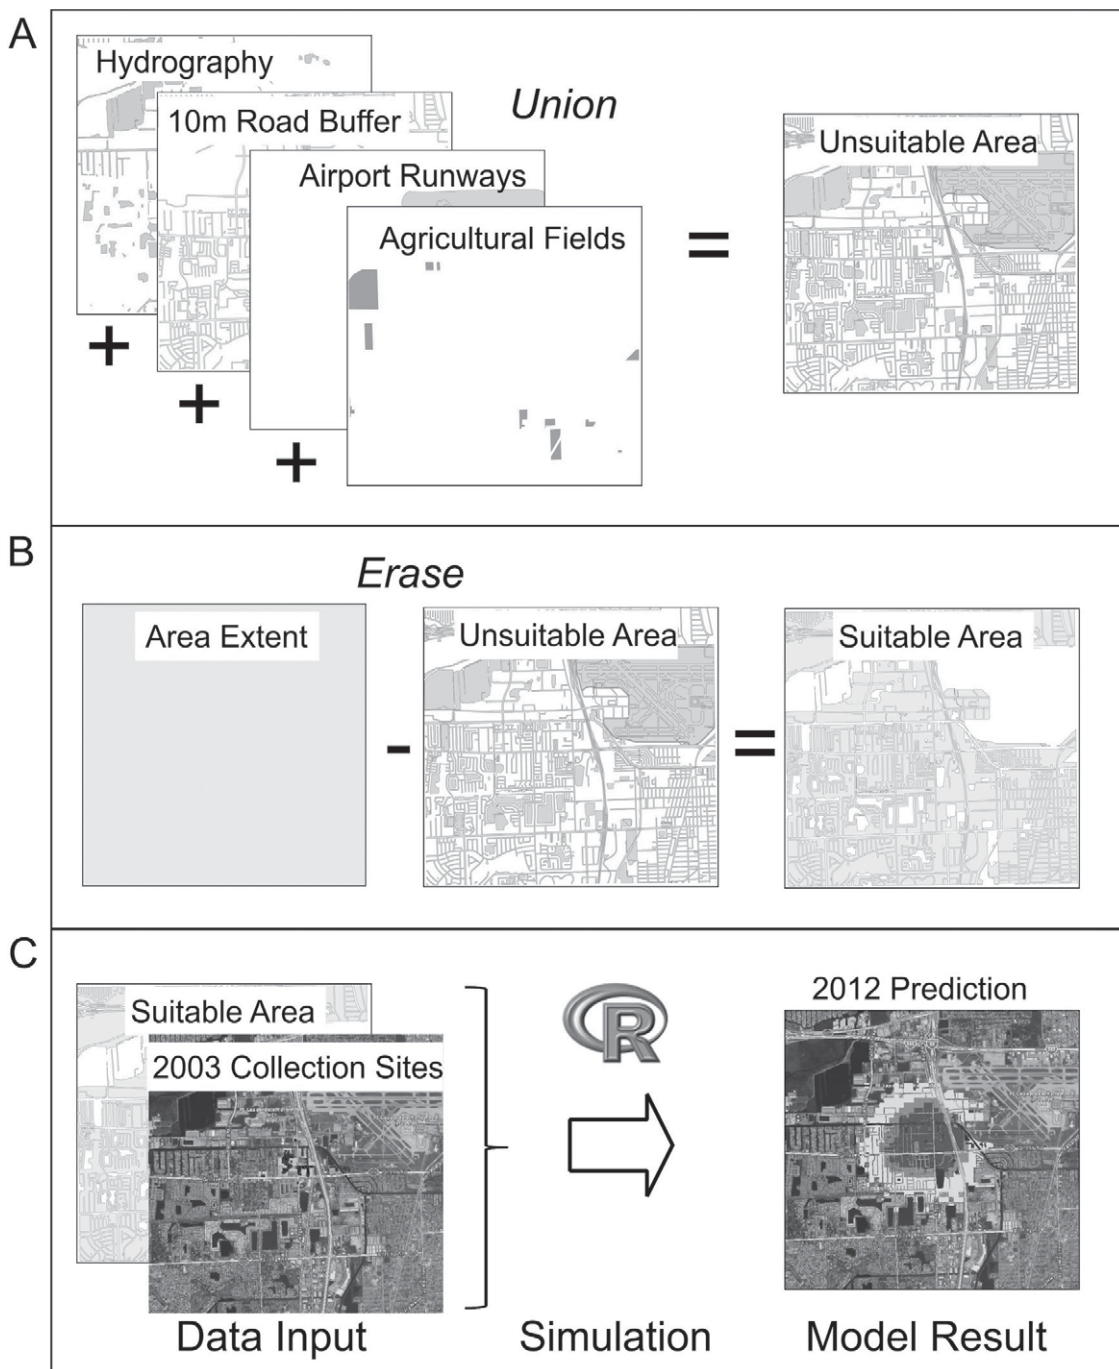 A
Hydrography
10m Road Buffer
Airport Runways
Agricultural Fields
Union
+
+
+
=
Unsuitable Area
B
Erase
Area Extent
-
Unsuitable Area
=
Suitable Area
C
Suitable Area
2003 Collection Sites
R
2012 Prediction
Data Input
Simulation
Model Result